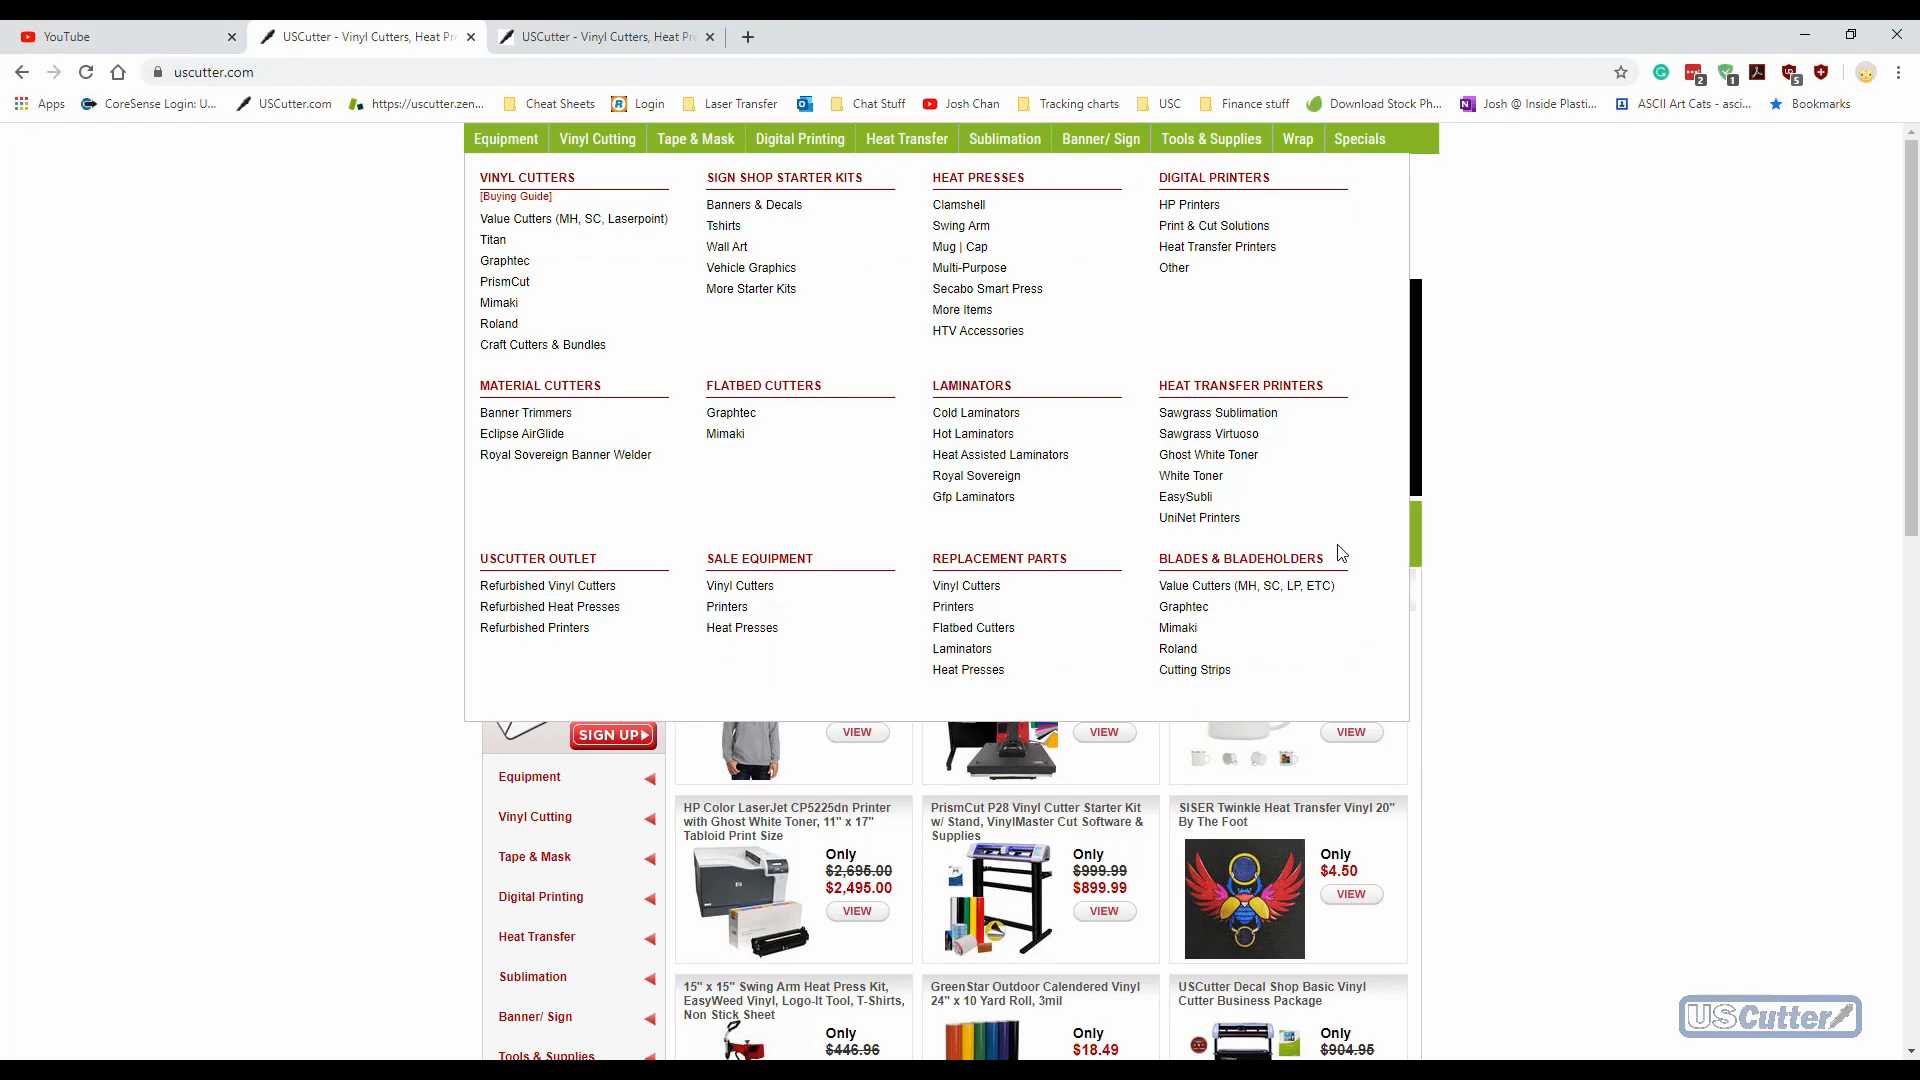 YouTube
USCutter - Vinyl Cutters, Heat Pre
USCutter - Vinyl Cutters, Heat Pre
uscutter.com
2
1
5
Apps
CoreSense Login: U...
USCutter.com
https://uscutter.zen...
Cheat Sheets
Login
Laser Transfer
Chat Stuff
Josh Chan
Tracking charts
USC
Finance stuff
Download Stock Ph...
Josh @ Inside Plasti...
ASCII Art Cats - asci...
Bookmarks
Equipment
Vinyl Cutting
Tape & Mask
Digital Printing
Heat Transfer
Sublimation
Banner/ Sign
Tools & Supplies
Wrap
Specials
VINYL CUTTERS
[Buying Guide]
Value Cutters (MH, SC, Laserpoint)
Titan
Graphtec
PrismCut
Mimaki
Roland
Craft Cutters & Bundles
SIGN SHOP STARTER KITS
Banners & Decals
Tshirts
Wall Art
Vehicle Graphics
More Starter Kits
HEAT PRESSES
Clamshell
Swing Arm
Mug | Cap
Multi-Purpose
Secabo Smart Press
More Items
HTV Accessories
DIGITAL PRINTERS
HP Printers
Print & Cut Solutions
Heat Transfer Printers
Other
MATERIAL CUTTERS
Banner Trimmers
Eclipse AirGlide
Royal Sovereign Banner Welder
FLATBED CUTTERS
Graphtec
Mimaki
LAMINATORS
Cold Laminators
Hot Laminators
Heat Assisted Laminators
Royal Sovereign
Gfp Laminators
HEAT TRANSFER PRINTERS
Sawgrass Sublimation
Sawgrass Virtuoso
Ghost White Toner
White Toner
EasySubli
UniNet Printers
USCUTTER OUTLET
Refurbished Vinyl Cutters
Refurbished Heat Presses
Refurbished Printers
SALE EQUIPMENT
Vinyl Cutters
Printers
Heat Presses
REPLACEMENT PARTS
Vinyl Cutters
Printers
Flatbed Cutters
Laminators
Heat Presses
BLADES & BLADEHOLDERS
Value Cutters (MH, SC, LP, ETC)
Graphtec
Mimaki
Roland
Cutting Strips
SIGN UP
Equipment
Vinyl Cutting
Tape & Mask
Digital Printing
Heat Transfer
Sublimation
Banner/ Sign
Tools & Supplies
VIEW
VIEW
VIEW
HP Color LaserJet CP5225dn Printer
with Ghost White Toner, 11" x 17"
Tabloid Print Size
Only
$2,695.00
$2,495.00
VIEW
PrismCut P28 Vinyl Cutter Starter Kit
w/ Stand, VinylMaster Cut Software &
Supplies
Only
$999.99
$899.99
VIEW
SISER Twinkle Heat Transfer Vinyl 20"
By The Foot
Only
$4.50
VIEW
15" x 15" Swing Arm Heat Press Kit,
EasyWeed Vinyl, Logo-It Tool, T-Shirts,
Non Stick Sheet
Only
$446.96
GreenStar Outdoor Calendered Vinyl
24" x 10 Yard Roll, 3mil
Only
$18.49
USCutter Decal Shop Basic Vinyl
Cutter Business Package
Only
$904.95
USCutter